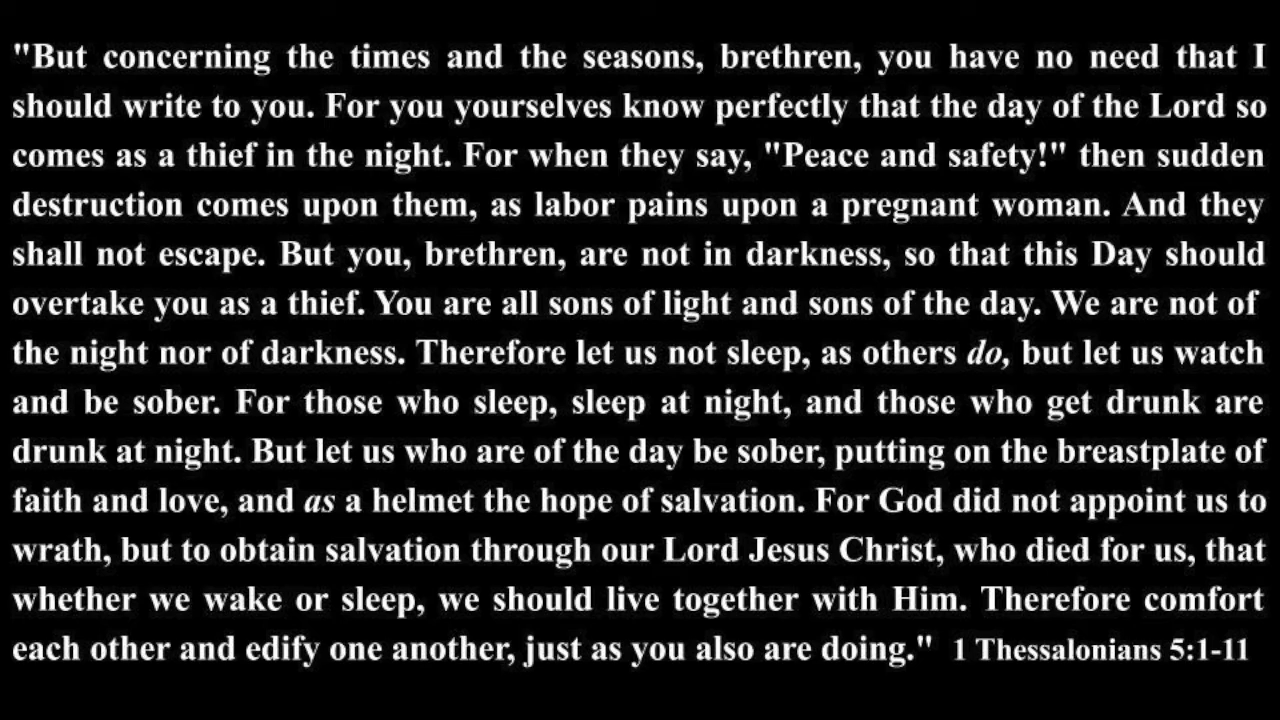 "But concerning the times and the seasons, brethren, you have no need that I
should write to you. For you yourselves know perfectly that the day of the Lord so
comes as a thief in the night. For when they say, "Peace and safety!" then sudden
destruction comes upon them, as labor pains upon a pregnant woman. And they
shall not escape. But you, brethren, are not in darkness, so that this Day should
overtake you as a thief. You are all sons of light and sons of the day. We are not of
the night nor of darkness. Therefore let us not sleep, as others do, but let us watch
and be sober. For those who sleep, sleep at night, and those who get drunk are
drunk at night. But let us who are of the day be sober, putting on the breastplate of
faith and love, and as a helmet the hope of salvation. For God did not appoint us to
wrath, but to obtain salvation through our Lord Jesus Christ, who died for us, that
whether we wake or sleep, we should live together with Him. Therefore comfort
each other and edify one another, just as you also are doing." 1 Thessalonians 5:1-11